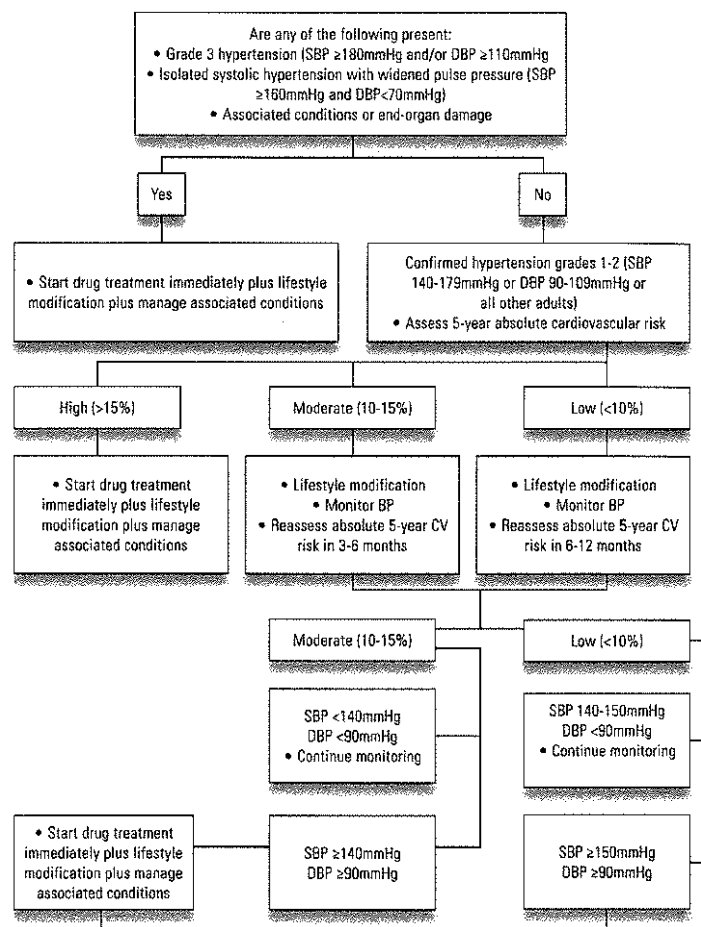 Are any of the following present:
• Grade 3 hypertension (SBP ≥180mmHg and/or DBP ≥110mmHg
• Isolated systolic hypertension with widened pulse pressure (SBP
≥160mmHg and DBP<70mmHg)
• Associated conditions or end-organ damage
Yes
No
• Start drug treatment immediately plus lifestyle
modification plus manage associated conditions
Confirmed hypertension grades 1-2 (SBP
140-179mmHg or DBP 90-109mmHg or
all other adults)
• Assess 5-year absolute cardiovascular risk
High (>15%)
Moderate (10-15%)
Low (<10%)
• Start drug treatment
immediately plus lifestyle
modification plus manage
associated conditions
• Lifestyle modification
• Monitor BP
• Reassess absolute 5-year CV
risk in 3-6 months
• Lifestyle modification
• Monitor BP
• Reassess absolute 5-year CV
risk in 6-12 months
Moderate (10-15%)
Low (<10%)
SBP <140mmHg
DBP <90mmHg
• Continue monitoring
SBP 140-150mmHg
DBP <90mmHg
• Continue monitoring
• Start drug treatment
immediately plus lifestyle
modification plus manage
associated conditions
SBP ≥140mmHg
DBP ≥90mmHg
SBP ≥150mmHg
DBP ≥90mmHg